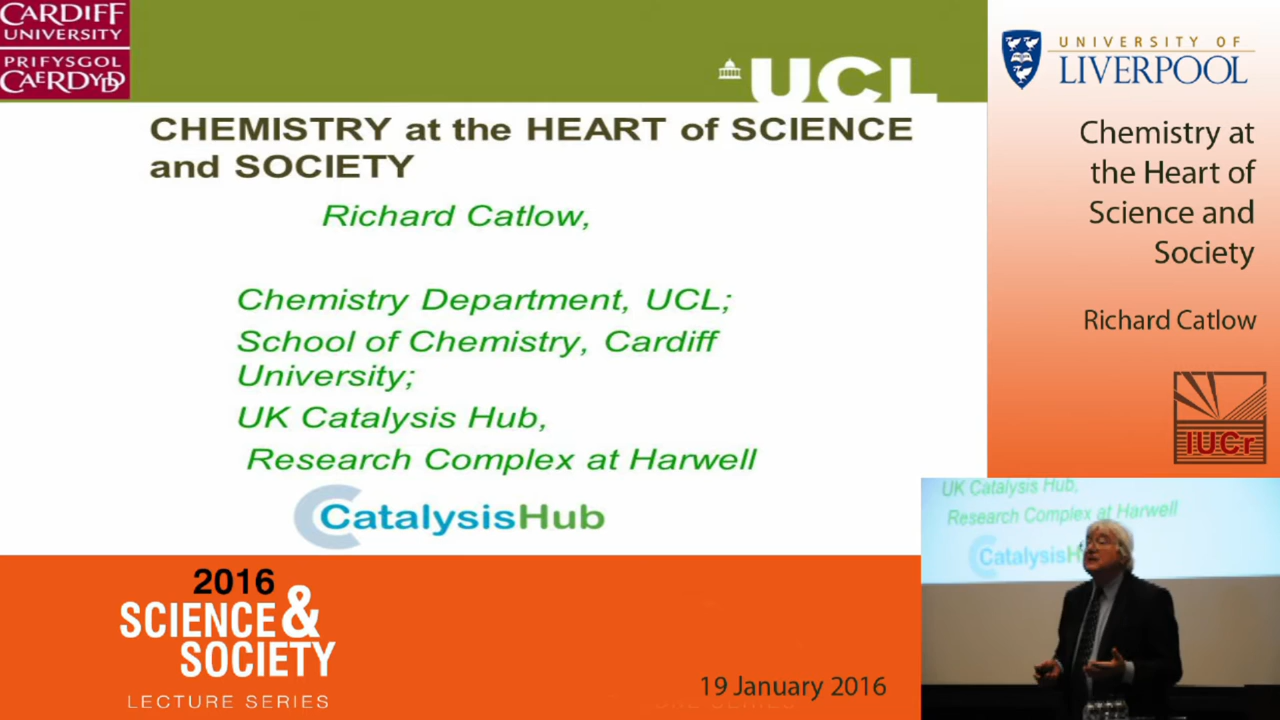 CARDIFF
UNIVERSITY
PRIFYSGOL
CAERDYDD
UCL
CHEMISTRY at the HEART of SCIENCE
and SOCIETY
Richard Catlow,
Chemistry Department, UCL;
School of Chemistry, Cardiff
University;
UK Catalysis Hub,
Research Complex at Harwell
CatalysisHub
2016
SCIENCE &
SOCIETY
LECTURE SERIES
19 January 2016
UNIVERSITY OF
LIVERPOOL
Chemistry at
the Heart of
Science and
Society
Richard Catlow
IUCr
UK Catalysis Hub,
Research Complex at Harwell
CatalysisH